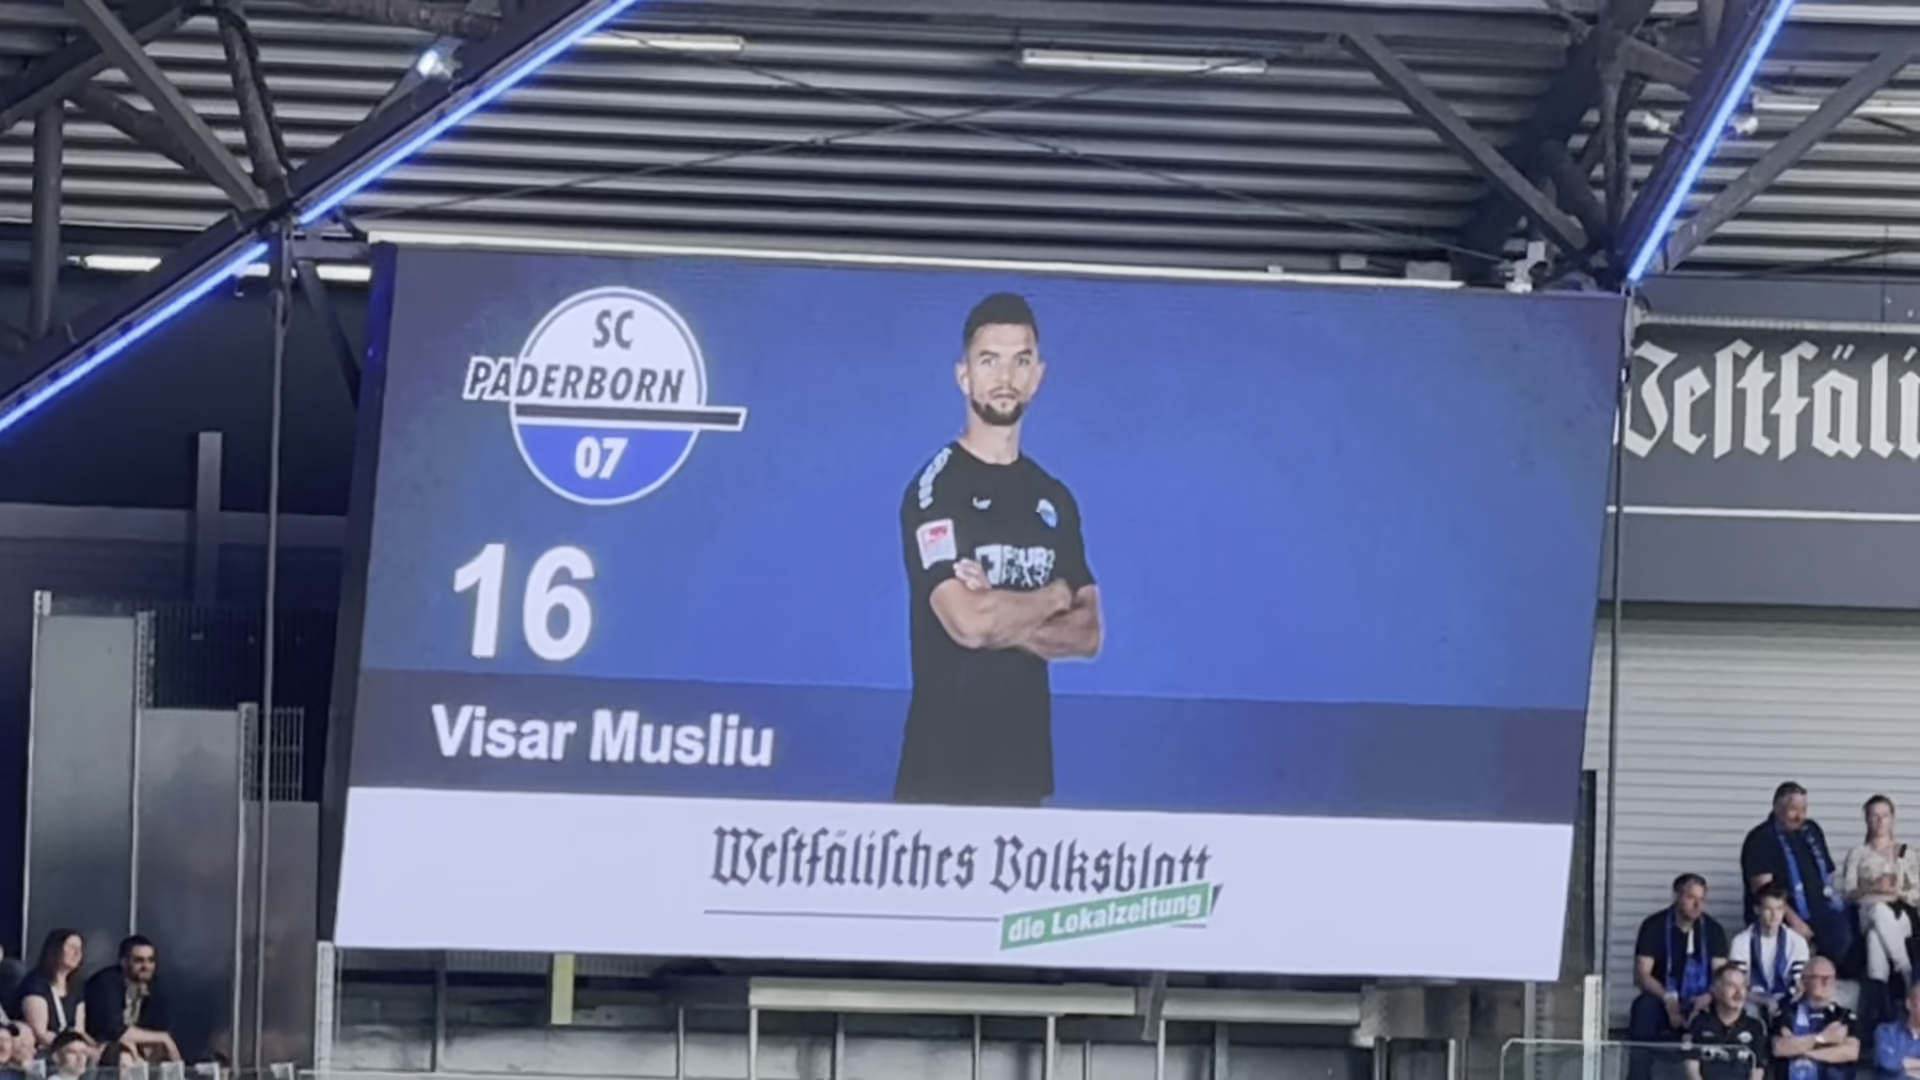 SC
PADERBORN
07
16
Visar Musliu
Weſtfäliſches Volksblatt
die Lokalzeitung
Weſtfäli